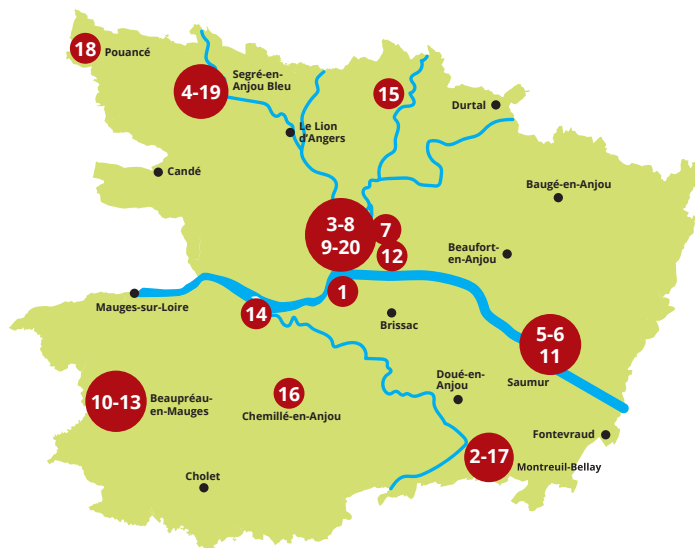 18
Pouancé
4-19
Segré-en-
Anjou Bleu
15
Durtal
Le Lion
d'Angers
Candé
Baugé-en-Anjou
3-8
9-20
7
12
Beaufort-
en-Anjou
1
Mauges-sur-Loire
14
Brissac
5-6
11
Saumur
10-13
Beaupréau-
en-Mauges
16
Chemillé-en-Anjou
Doué-en-
Anjou
Fontevraud
2-17
Montreuil-Bellay
Cholet